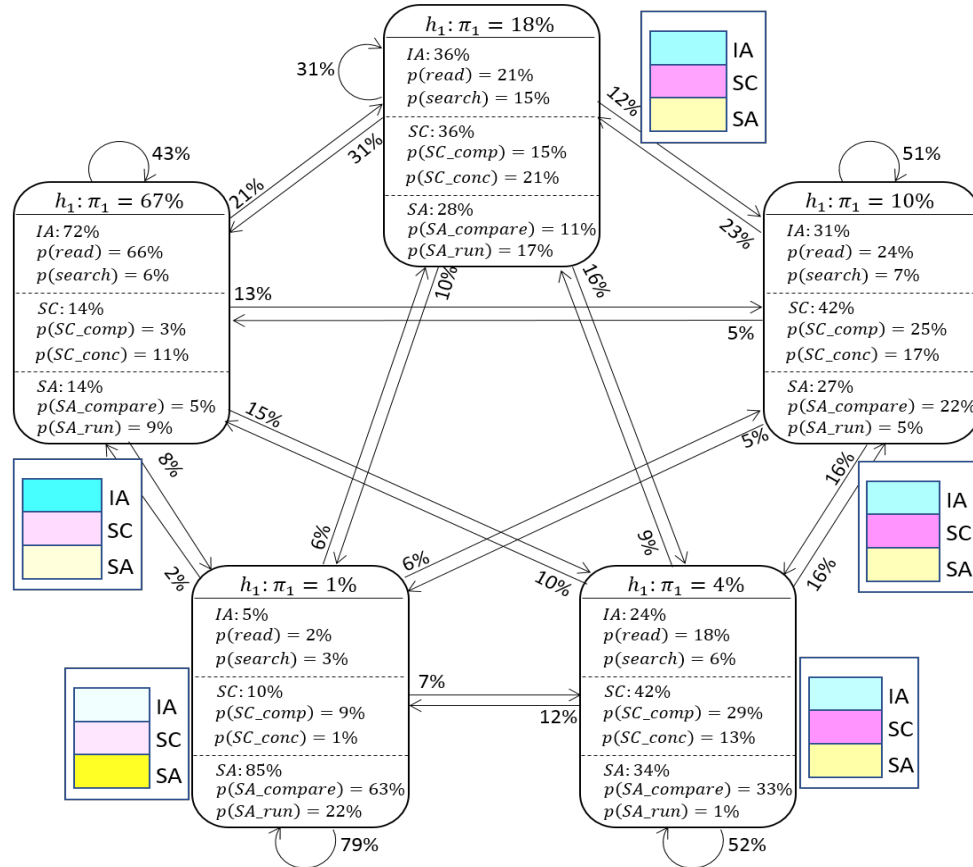 h₁: π₁ = 18%
IA: 36%
p(read) = 21%
p(search) = 15%
SC: 36%
p(SC_comp) = 15%
p(SC_conc) = 21%
SA: 28%
p(SA_compare) = 11%
p(SA_run) = 17%
IA
SC
SA
31%
12%
23%
21%
31%
43%
51%
h₁: π₁ = 67%
IA: 72%
p(read) = 66%
p(search) = 6%
SC: 14%
p(SC_comp) = 3%
p(SC_conc) = 11%
SA: 14%
p(SA_compare) = 5%
p(SA_run) = 9%
h₁: π₁ = 10%
IA: 31%
p(read) = 24%
p(search) = 7%
SC: 42%
p(SC_comp) = 25%
p(SC_conc) = 17%
SA: 27%
p(SA_compare) = 22%
p(SA_run) = 5%
10%
16%
13%
5%
15%
5%
8%
16%
IA
SC
SA
IA
SC
SA
2%
6%
6%
10%
9%
16%
h₁: π₁ = 1%
IA: 5%
p(read) = 2%
p(search) = 3%
SC: 10%
p(SC_comp) = 9%
p(SC_conc) = 1%
SA: 85%
p(SA_compare) = 63%
p(SA_run) = 22%
h₁: π₁ = 4%
IA: 24%
p(read) = 18%
p(search) = 6%
SC: 42%
p(SC_comp) = 29%
p(SC_conc) = 13%
SA: 34%
p(SA_compare) = 33%
p(SA_run) = 1%
7%
12%
IA
SC
SA
IA
SC
SA
79%
52%